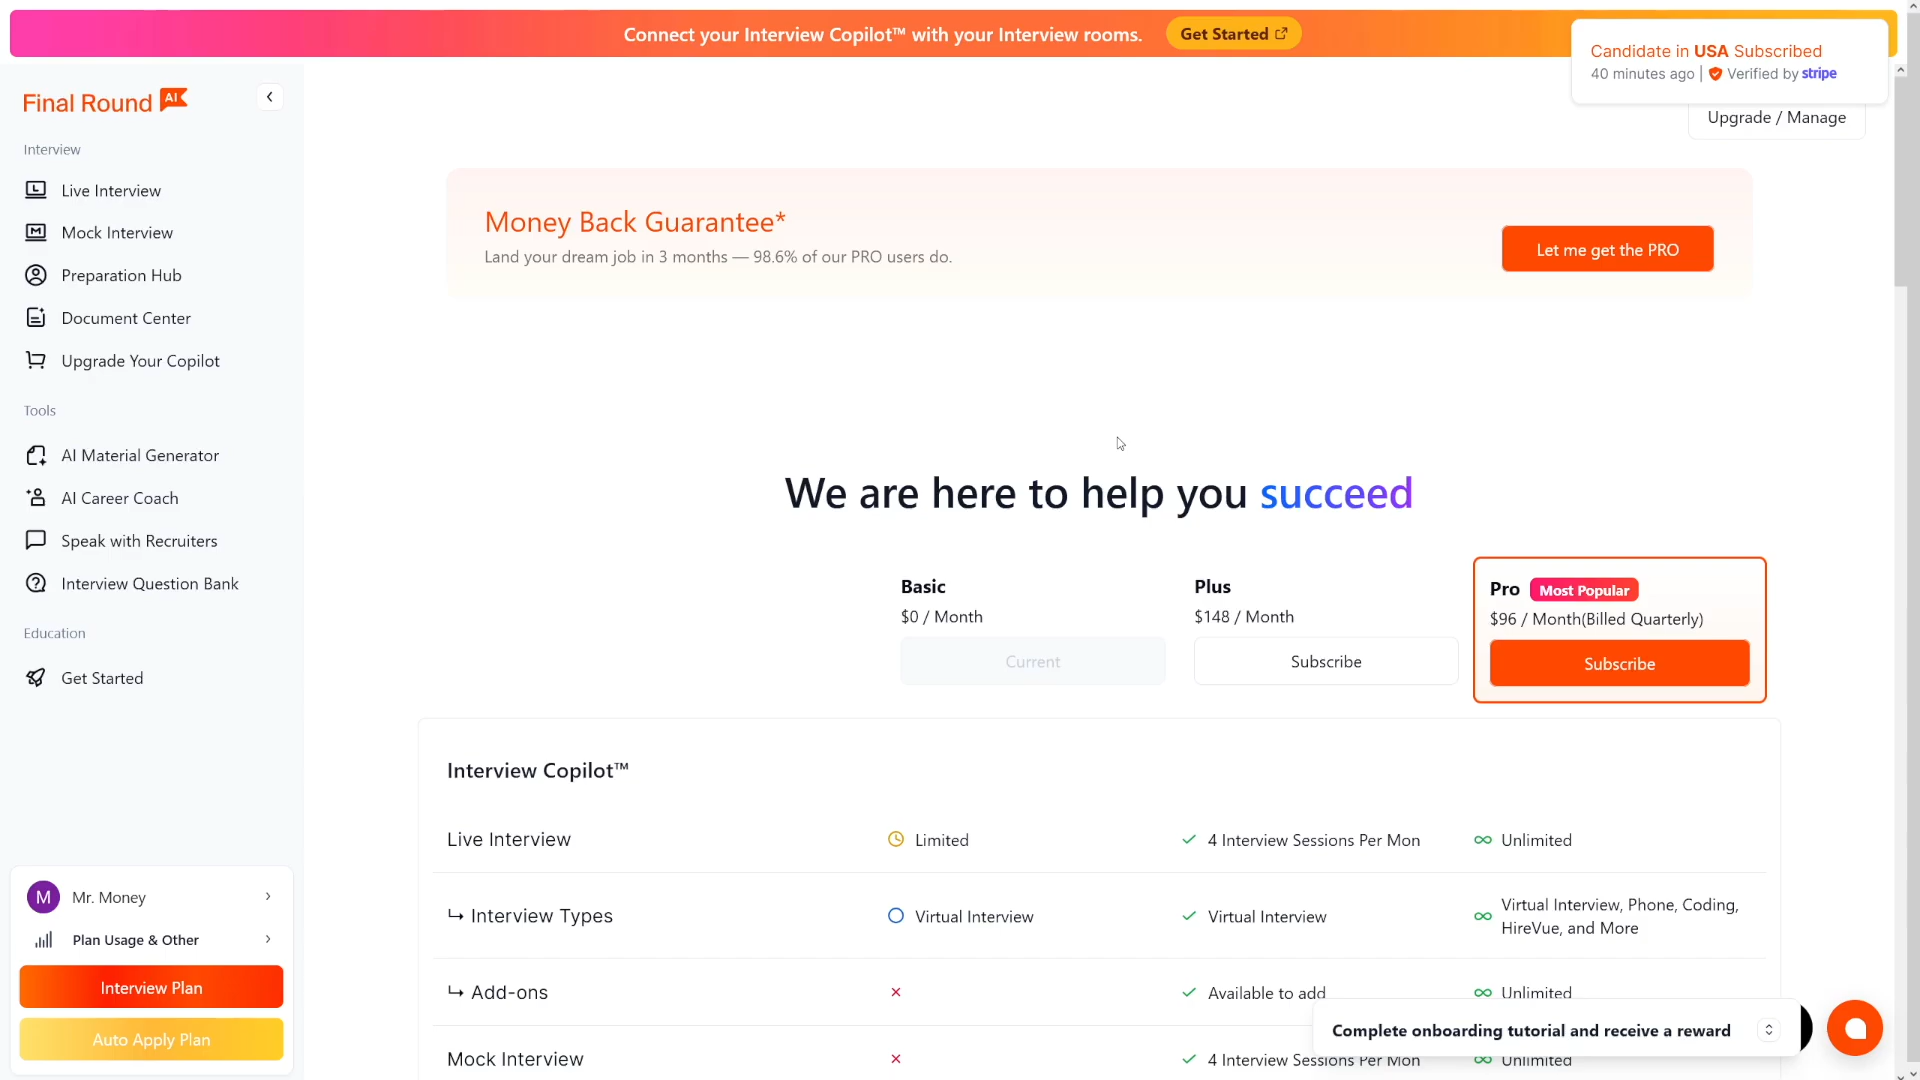 Connect your Interview Copilot™ with your Interview rooms.
Get Started
Candidate in USA Subscribed
40 minutes ago | Verified by stripe
Upgrade / Manage
Final Round AI
Interview
Live Interview
Mock Interview
Preparation Hub
Document Center
Upgrade Your Copilot
Tools
AI Material Generator
AI Career Coach
Speak with Recruiters
Interview Question Bank
Education
Get Started
Mr. Money
Plan Usage & Other
Interview Plan
Auto Apply Plan
Money Back Guarantee*
Land your dream job in 3 months — 98.6% of our PRO users do.
Let me get the PRO
We are here to help you succeed
Basic
$0 / Month
Current
Plus
$148 / Month
Subscribe
Pro Most Popular
$96 / Month(Billed Quarterly)
Subscribe
Interview Copilot™
Live Interview Limited 4 Interview Sessions Per Mon Unlimited
↳ Interview Types Virtual Interview Virtual Interview Virtual Interview, Phone, Coding,
HireVue, and More
↳ Add-ons Available to add Unlimited
Complete onboarding tutorial and receive a reward
Mock Interview 4 Interview Sessions Per Mon Unlimited
M